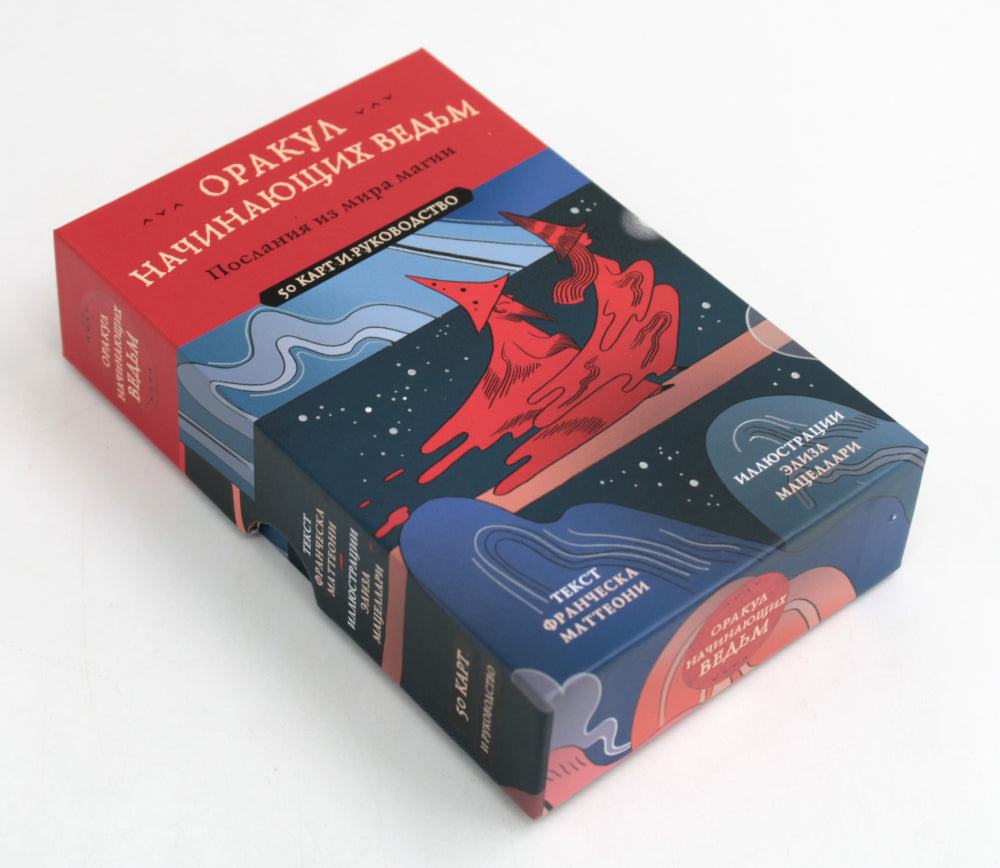 ОРАКУЛ
НАЧИНАЮЩИХ ВЕДЬМ
Послания из мира магии
50 КАРТ И РУКОВОДСТВО
ИЛЛЮСТРАЦИИ
ЭЛИЗА
МАЦЕЛЛАРИ
ТЕКСТ
ФРАНЧЕСКА
МАТТЕОНИ
ОРАКУЛ
НАЧИНАЮЩИХ
ВЕДЬМ
ТЕКСТ
ФРАНЧЕСКА
МАТТЕОНИ
ИЛЛЮСТРАЦИИ
ЭЛИЗА
МАЦЕЛЛАРИ
50 КАРТ
И РУКОВОДСТВО
ОРАКУЛ
НАЧИНАЮЩИХ
ВЕДЬМ